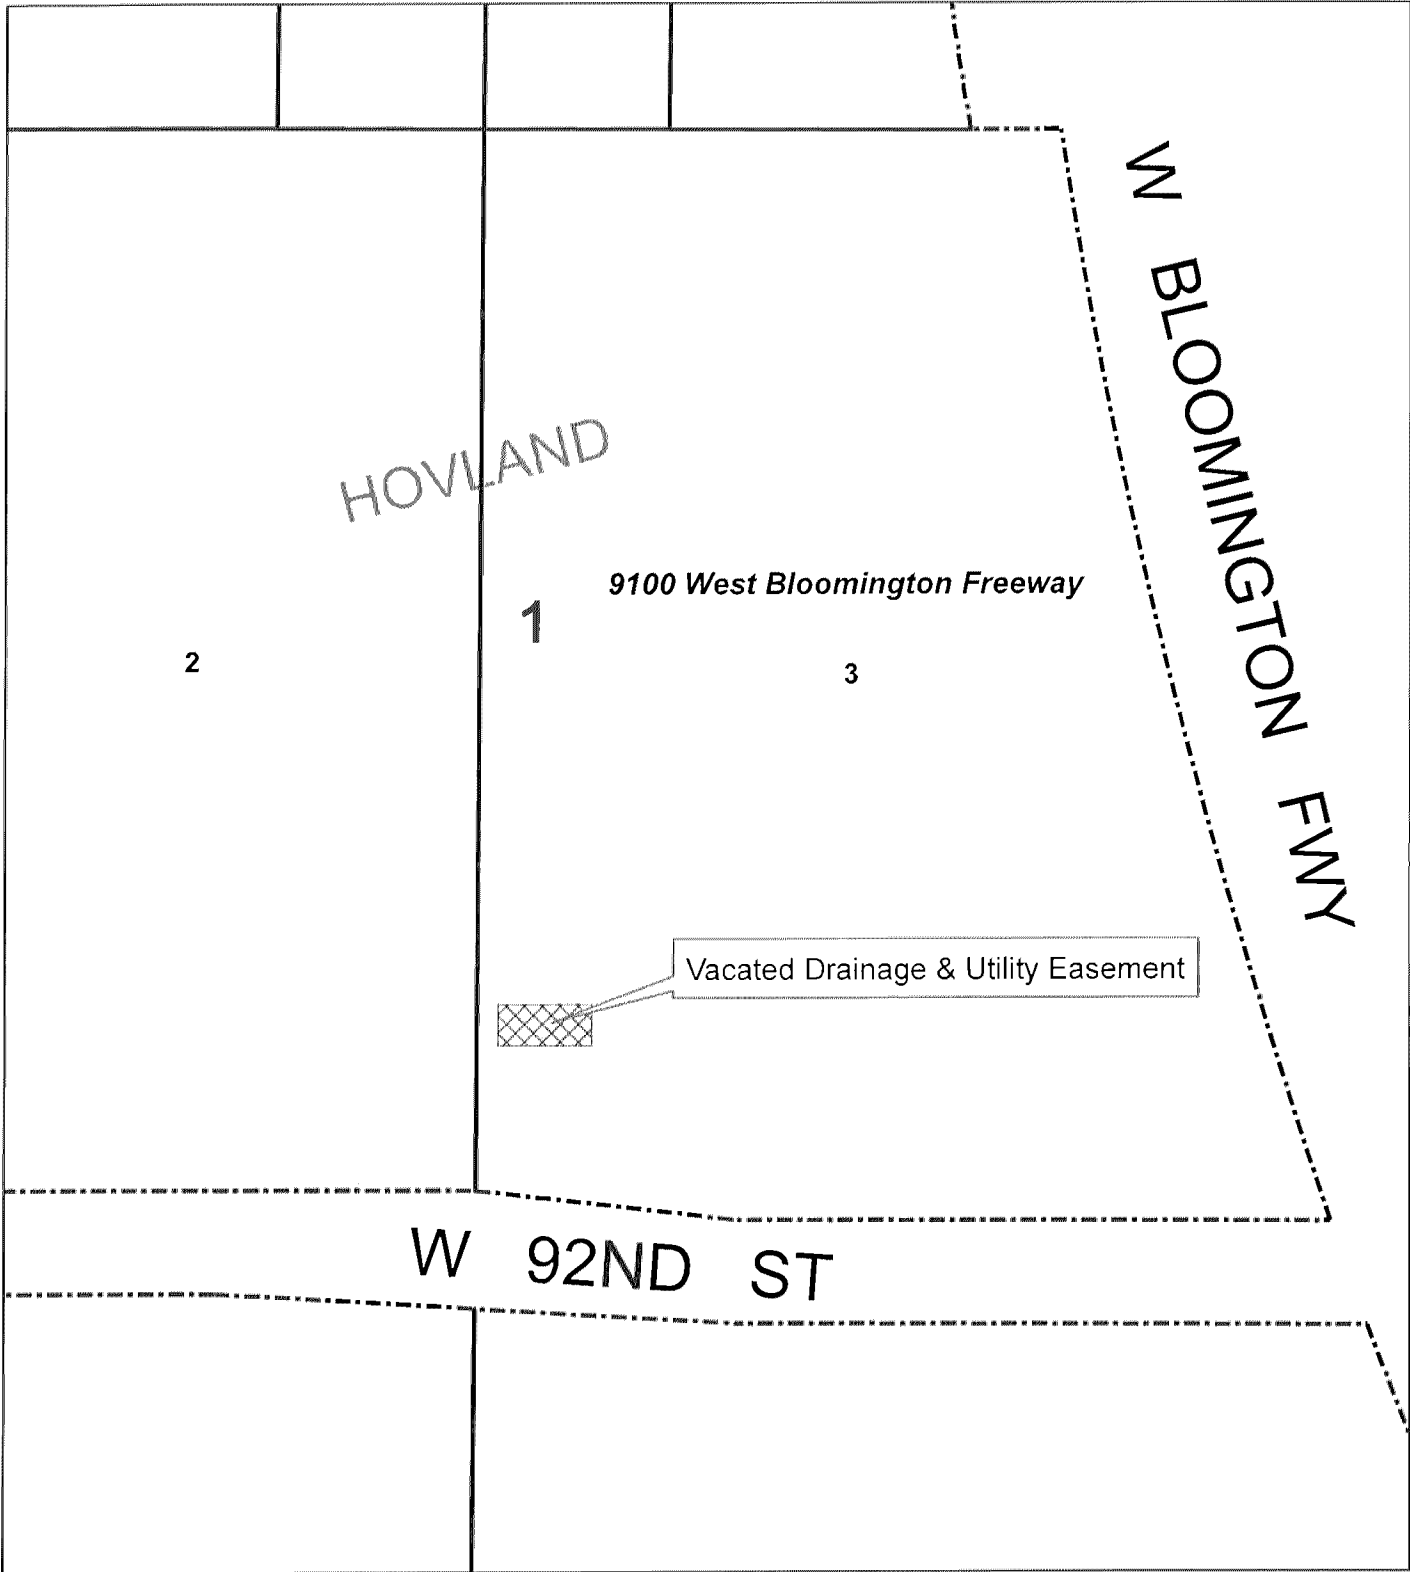 W BLOOMINGTON FWY
HOVLAND
9100 West Bloomington Freeway
1
2
3
Vacated Drainage & Utility Easement
W 92ND ST